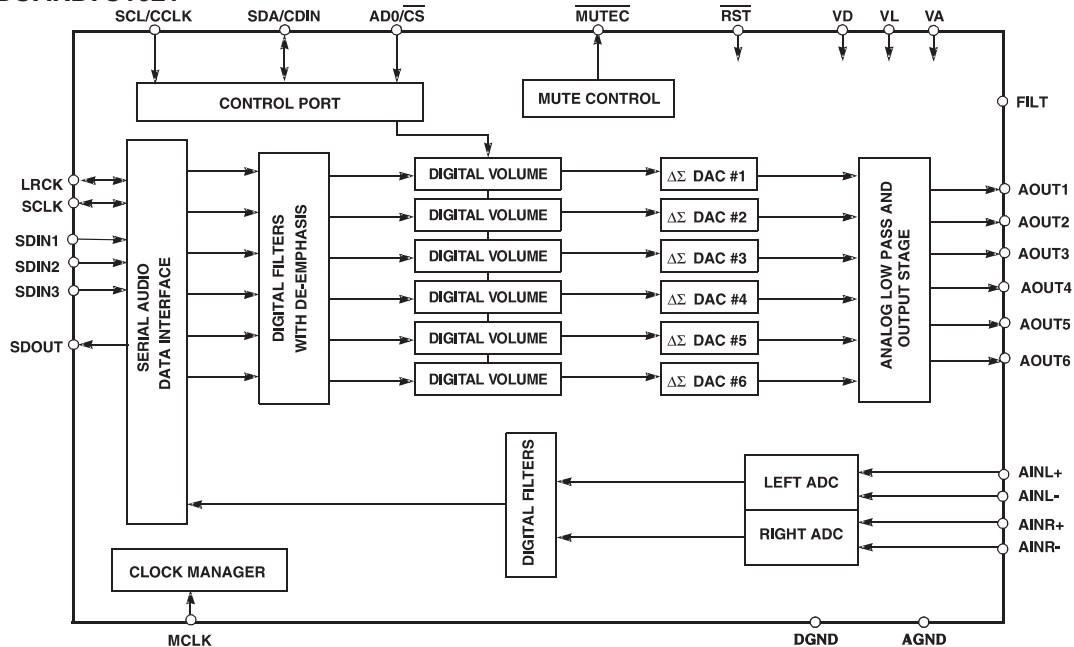 SCL/CCLK SDA/CDIN AD0/CS MUTEC RST VD VL VA
CONTROL PORT
MUTE CONTROL
FILT
LRCK
SCLK
SDIN1
SDIN2
SDIN3
SDOUT
SERIAL AUDIO
DATA INTERFACE
DIGITAL FILTERS
WITH DE-EMPHASIS
DIGITAL VOLUME
DIGITAL VOLUME
DIGITAL VOLUME
DIGITAL VOLUME
DIGITAL VOLUME
DIGITAL VOLUME
ΔΣ DAC #1
ΔΣ DAC #2
ΔΣ DAC #3
ΔΣ DAC #4
ΔΣ DAC #5
ΔΣ DAC #6
ANALOG LOW PASS AND
OUTPUT STAGE
AOUT1
AOUT2
AOUT3
AOUT4
AOUT5
AOUT6
DIGITAL FILTERS
LEFT ADC
RIGHT ADC
AINL+
AINL-
AINR+
AINR-
CLOCK MANAGER
MCLK
DGND
AGND